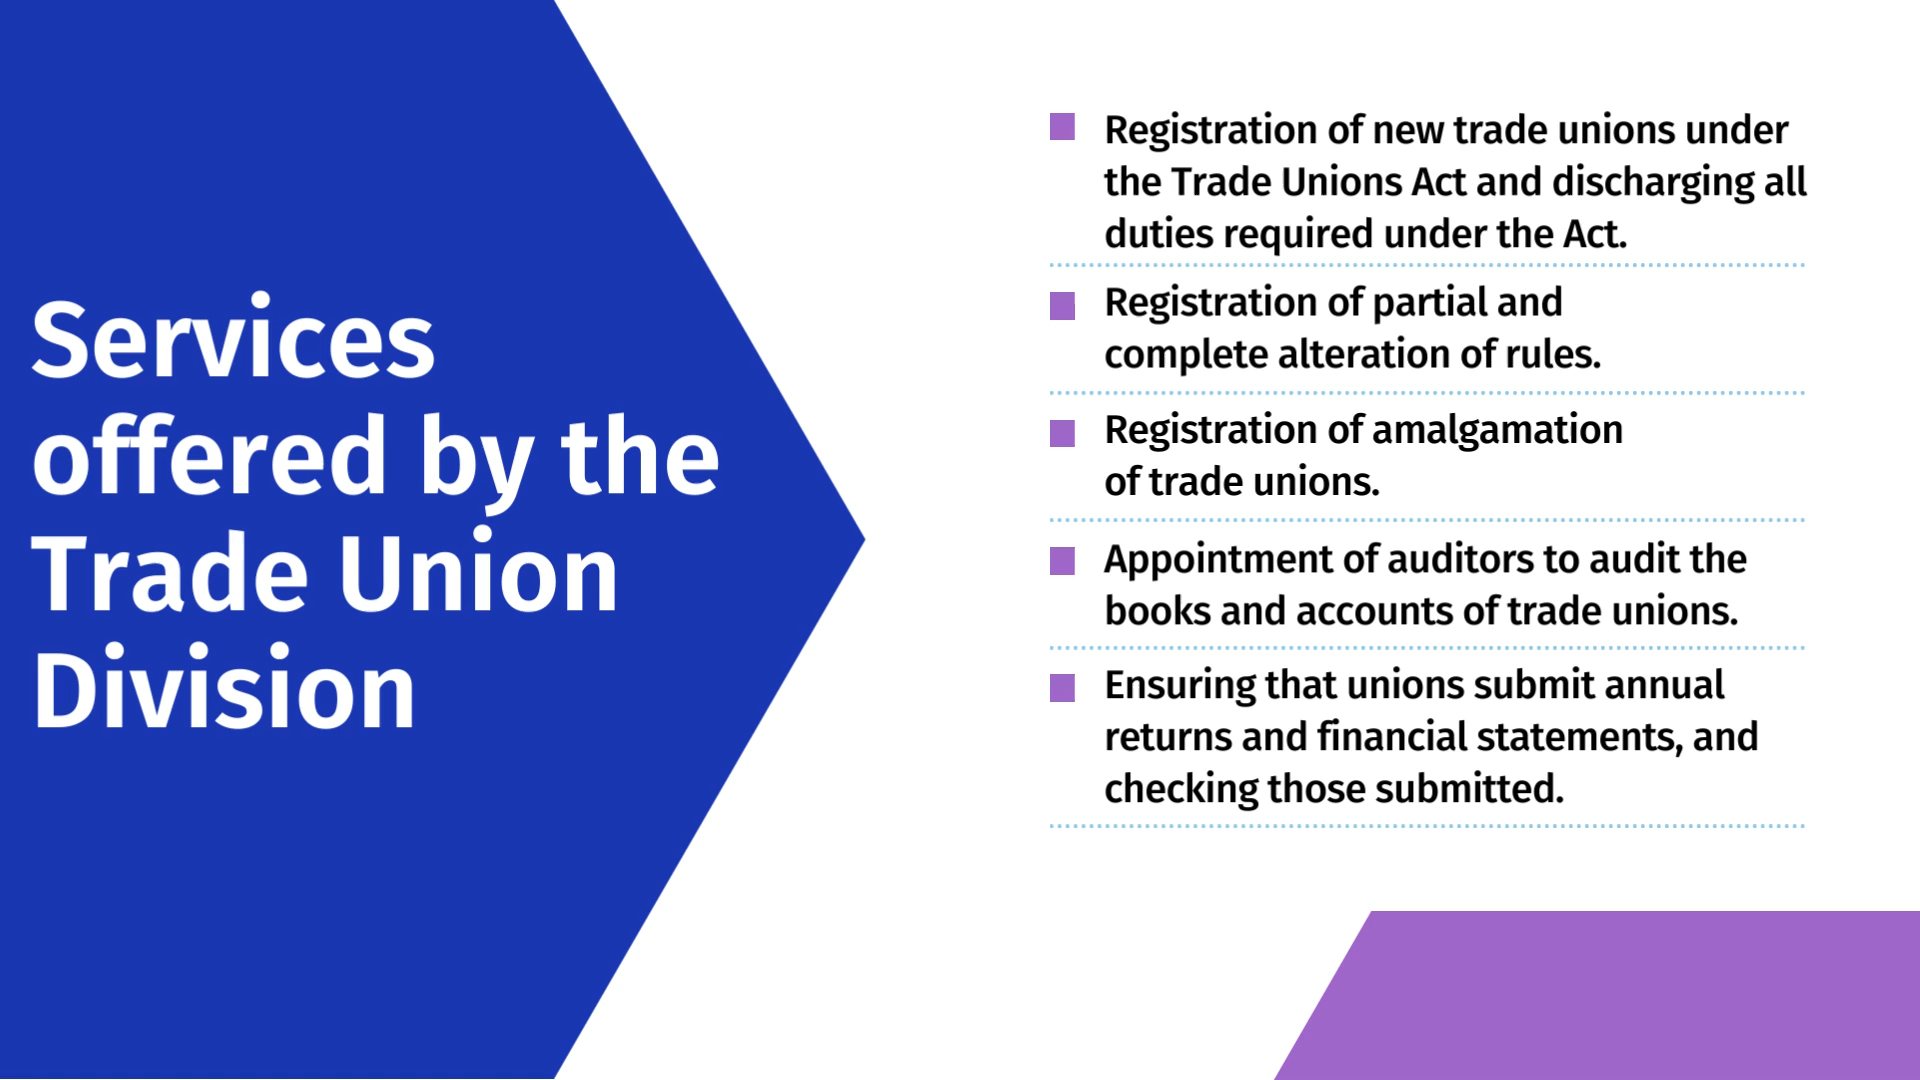 Services
offered by the
Trade Union
Division
Registration of new trade unions under
the Trade Unions Act and discharging all
duties required under the Act.
Registration of partial and
complete alteration of rules.
Registration of amalgamation
of trade unions.
Appointment of auditors to audit the
books and accounts of trade unions.
Ensuring that unions submit annual
returns and financial statements, and
checking those submitted.